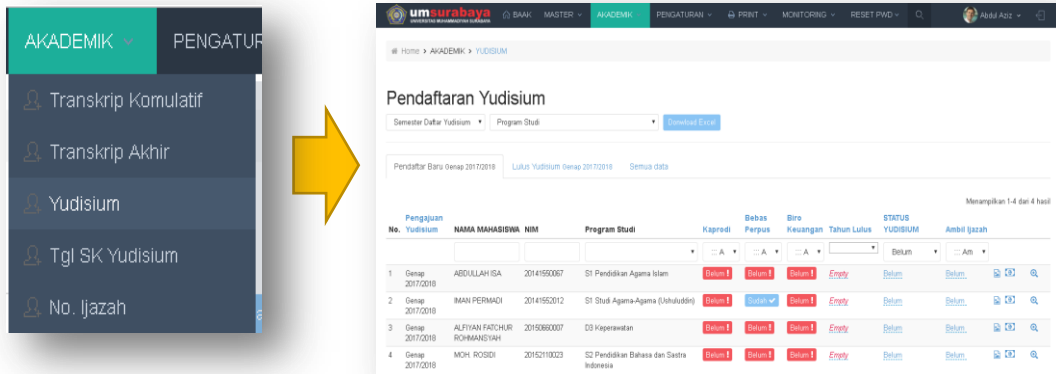 AKADEMIK
PENGATUR
Transkrip Komulatif
Transkrip Akhir
Yudisium
Tgl SK Yudisium
No. Ijazah
umsurabaya
UNIVERSITAS MUHAMMADIYAH SURABAYA
BAAK MASTER AKADEMIK PENGATURAN PRINT MONITORING RESET PWD Abdul Aziz
Home > AKADEMIK > YUDISIUM
Pendaftaran Yudisium
Semester Daftar Yudisium Program Studi Donwload Excel
Pendaftar Baru Genap 2017/2018 Lulus Yudisium Genap 2017/2018 Semua data
Menampilkan 1-4 dari 4 hasil
No. Pengajuan Yudisium NAMA MAHASISWA NIM Program Studi Kaprodi Bebas Perpus Biro Keuangan Tahun Lulus STATUS YUDISIUM Ambil Ijazah
::: A ::: A ::: A Belum ::: Am
1 Genap 2017/2018 ABDULLAH ISA 20141550067 S1 Pendidikan Agama Islam Belum ! Belum ! Belum ! Empty Belum Belum
2 Genap 2017/2018 IMAN PERMADI 20141552012 S1 Studi Agama-Agama (Ushuluddin) Belum ! Sudah ✓ Belum ! Empty Belum Belum
3 Genap 2017/2018 ALFIYAN FATCHUR ROHMANSYAH 20150660007 D3 Keperawatan Belum ! Belum ! Belum ! Empty Belum Belum
4 Genap 2017/2018 MOH. ROSIDI 20152110023 S2 Pendidikan Bahasa dan Sastra Indonesia Belum ! Belum ! Belum ! Empty Belum Belum